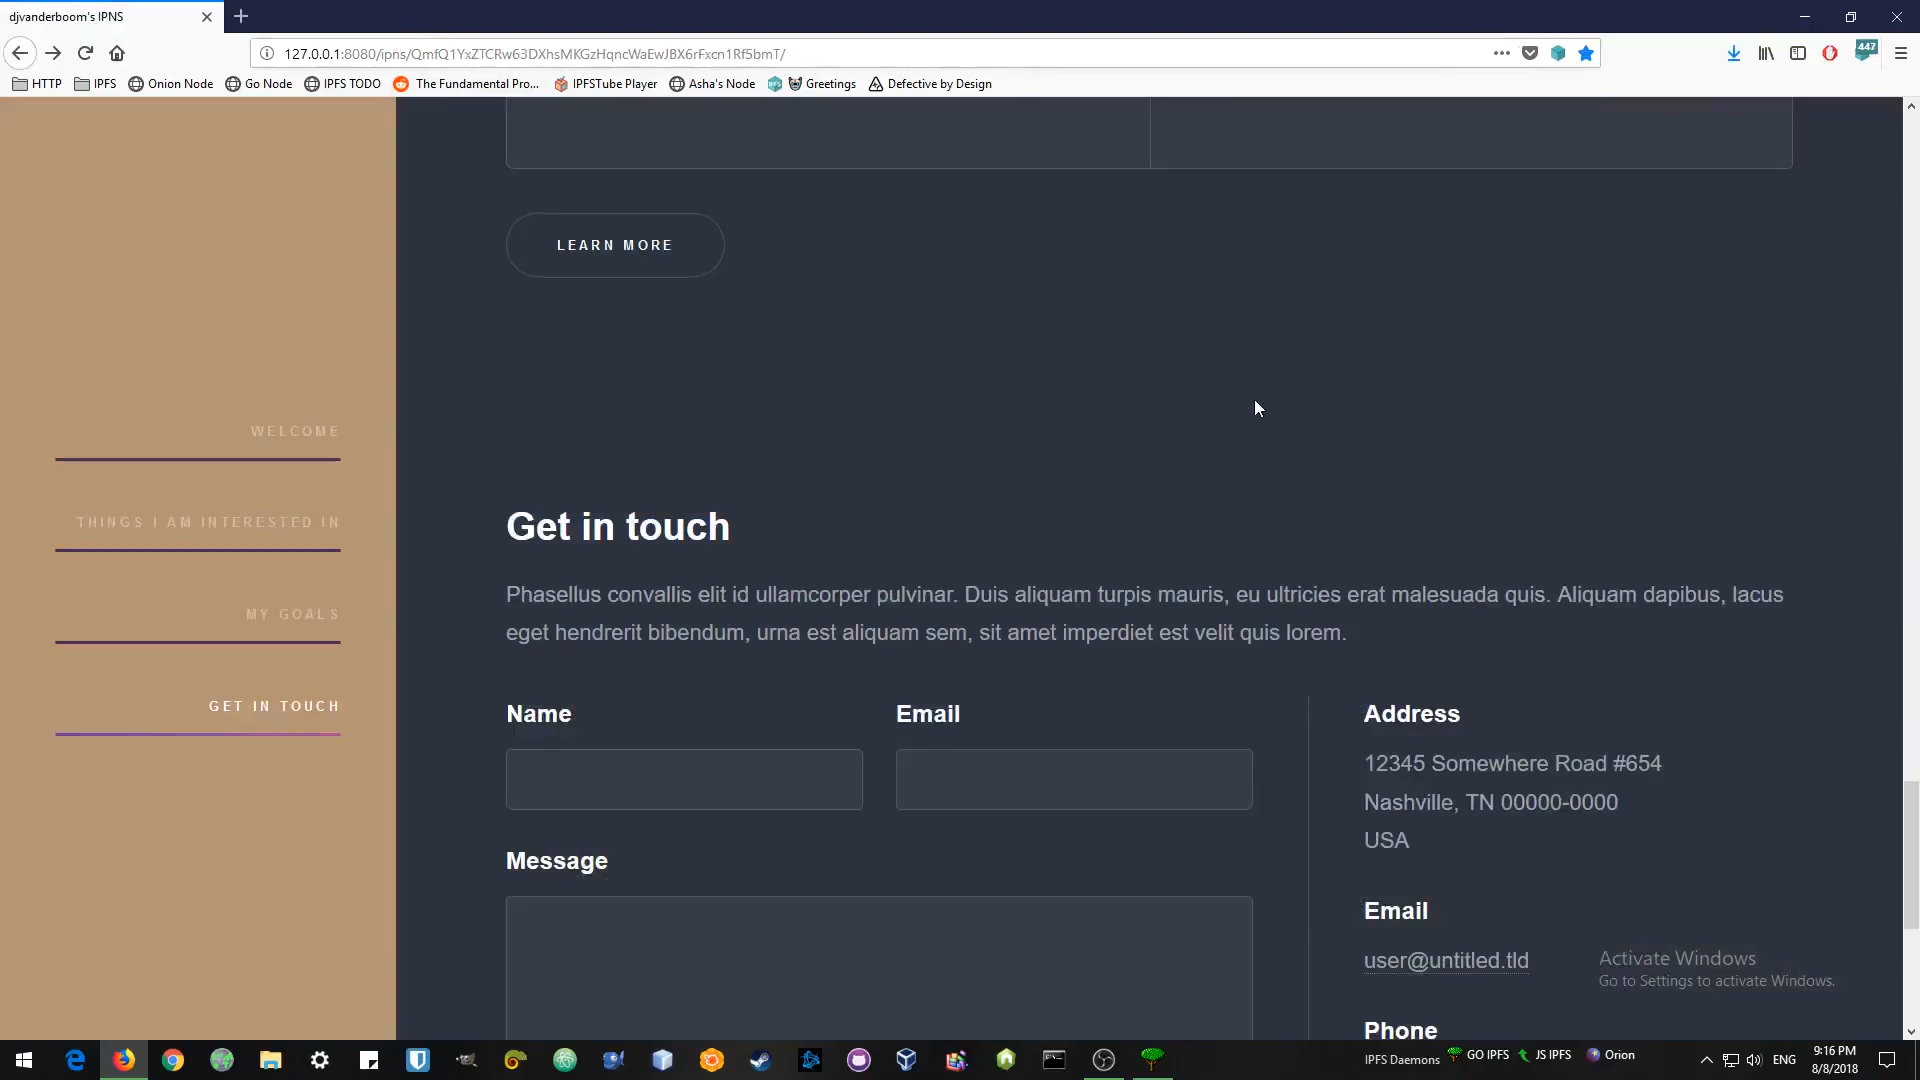 djvanderboom's IPNS
127.0.0.1:8080/ipns/QmfQ1YxZTCRw63DXhsMKGzHqncWaEwJBX6rFxcn1Rf5bmT/
447
HTTP IPFS Onion Node Go Node IPFS TODO The Fundamental Pro... IPFSTube Player Asha's Node Greetings Defective by Design
LEARN MORE
WELCOME
THINGS I AM INTERESTED IN
MY GOALS
GET IN TOUCH
Get in touch
Phasellus convallis elit id ullamcorper pulvinar. Duis aliquam turpis mauris, eu ultricies erat malesuada quis. Aliquam dapibus, lacus
eget hendrerit bibendum, urna est aliquam sem, sit amet imperdiet est velit quis lorem.
Name
Email
Message
Address
12345 Somewhere Road #654
Nashville, TN 00000-0000
USA
Email
user@untitled.tld
Phone
Activate Windows
Go to Settings to activate Windows.
IPFS Daemons GO IPFS JS IPFS Orion
ENG
9:16 PM
8/8/2018